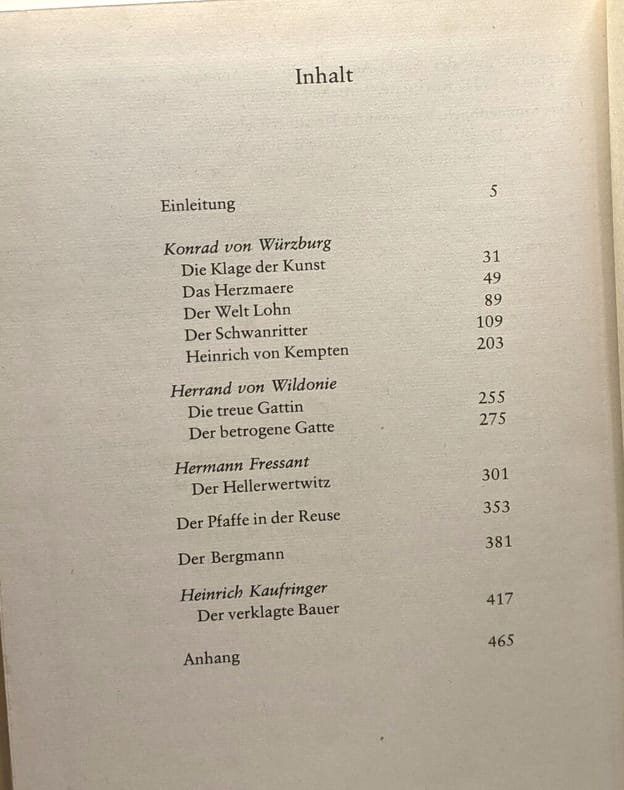 Inhalt
Einleitung 5
Konrad von Würzburg
Die Klage der Kunst 31
Das Herzmaere 49
Der Welt Lohn 89
Der Schwanritter 109
Heinrich von Kempten 203
Herrand von Wildonie
Die treue Gattin 255
Der betrogene Gatte 275
Hermann Fressant
Der Hellerwertwitz 301
Der Pfaffe in der Reuse 353
Der Bergmann 381
Heinrich Kaufringer
Der verklagte Bauer 417
Anhang 465